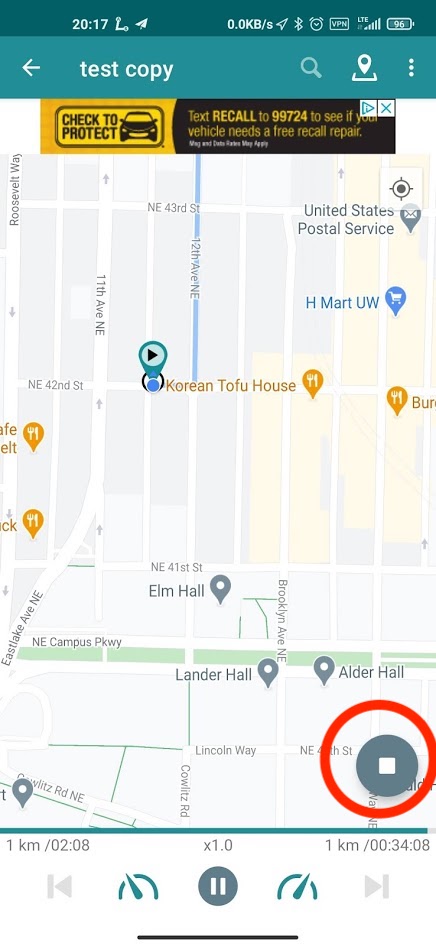 20:17
0.0KB/s
VPN
LTE
96
test copy
CHECK TO
PROTECT
Text RECALL to 99724 to see if your
vehicle needs a free recall repair.
Msg and Data Rates May Apply
Roosevelt Way
NE 43rd St
United States
Postal Service
12th Ave NE
11th Ave NE
H Mart UW
NE 42nd St
Korean Tofu House
Bur
afe
elt
ck
NE 41st St
Elm Hall
Brooklyn Ave NE
Eastlake Ave NE
NE Campus Pkwy
Lander Hall
Alder Hall
Lincoln Way
NE 40th St
Cowlitz Rd NE
Cowlitz Rd
Way NE
ald H
rt
1 km /02:08
x1.0
1 km /00:34:08